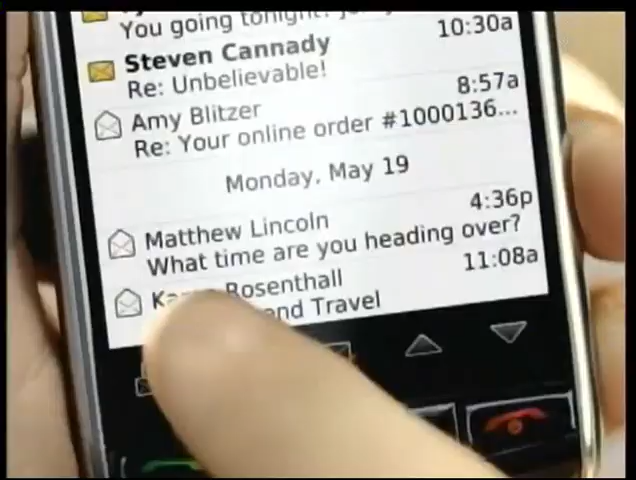 You going tonight?
10:30a
Steven Cannady
Re: Unbelievable!
8:57a
Amy Blitzer
Re: Your online order #1000136...
Monday, May 19
4:36p
Matthew Lincoln
What time are you heading over?
11:08a
Rosenthall
and Travel